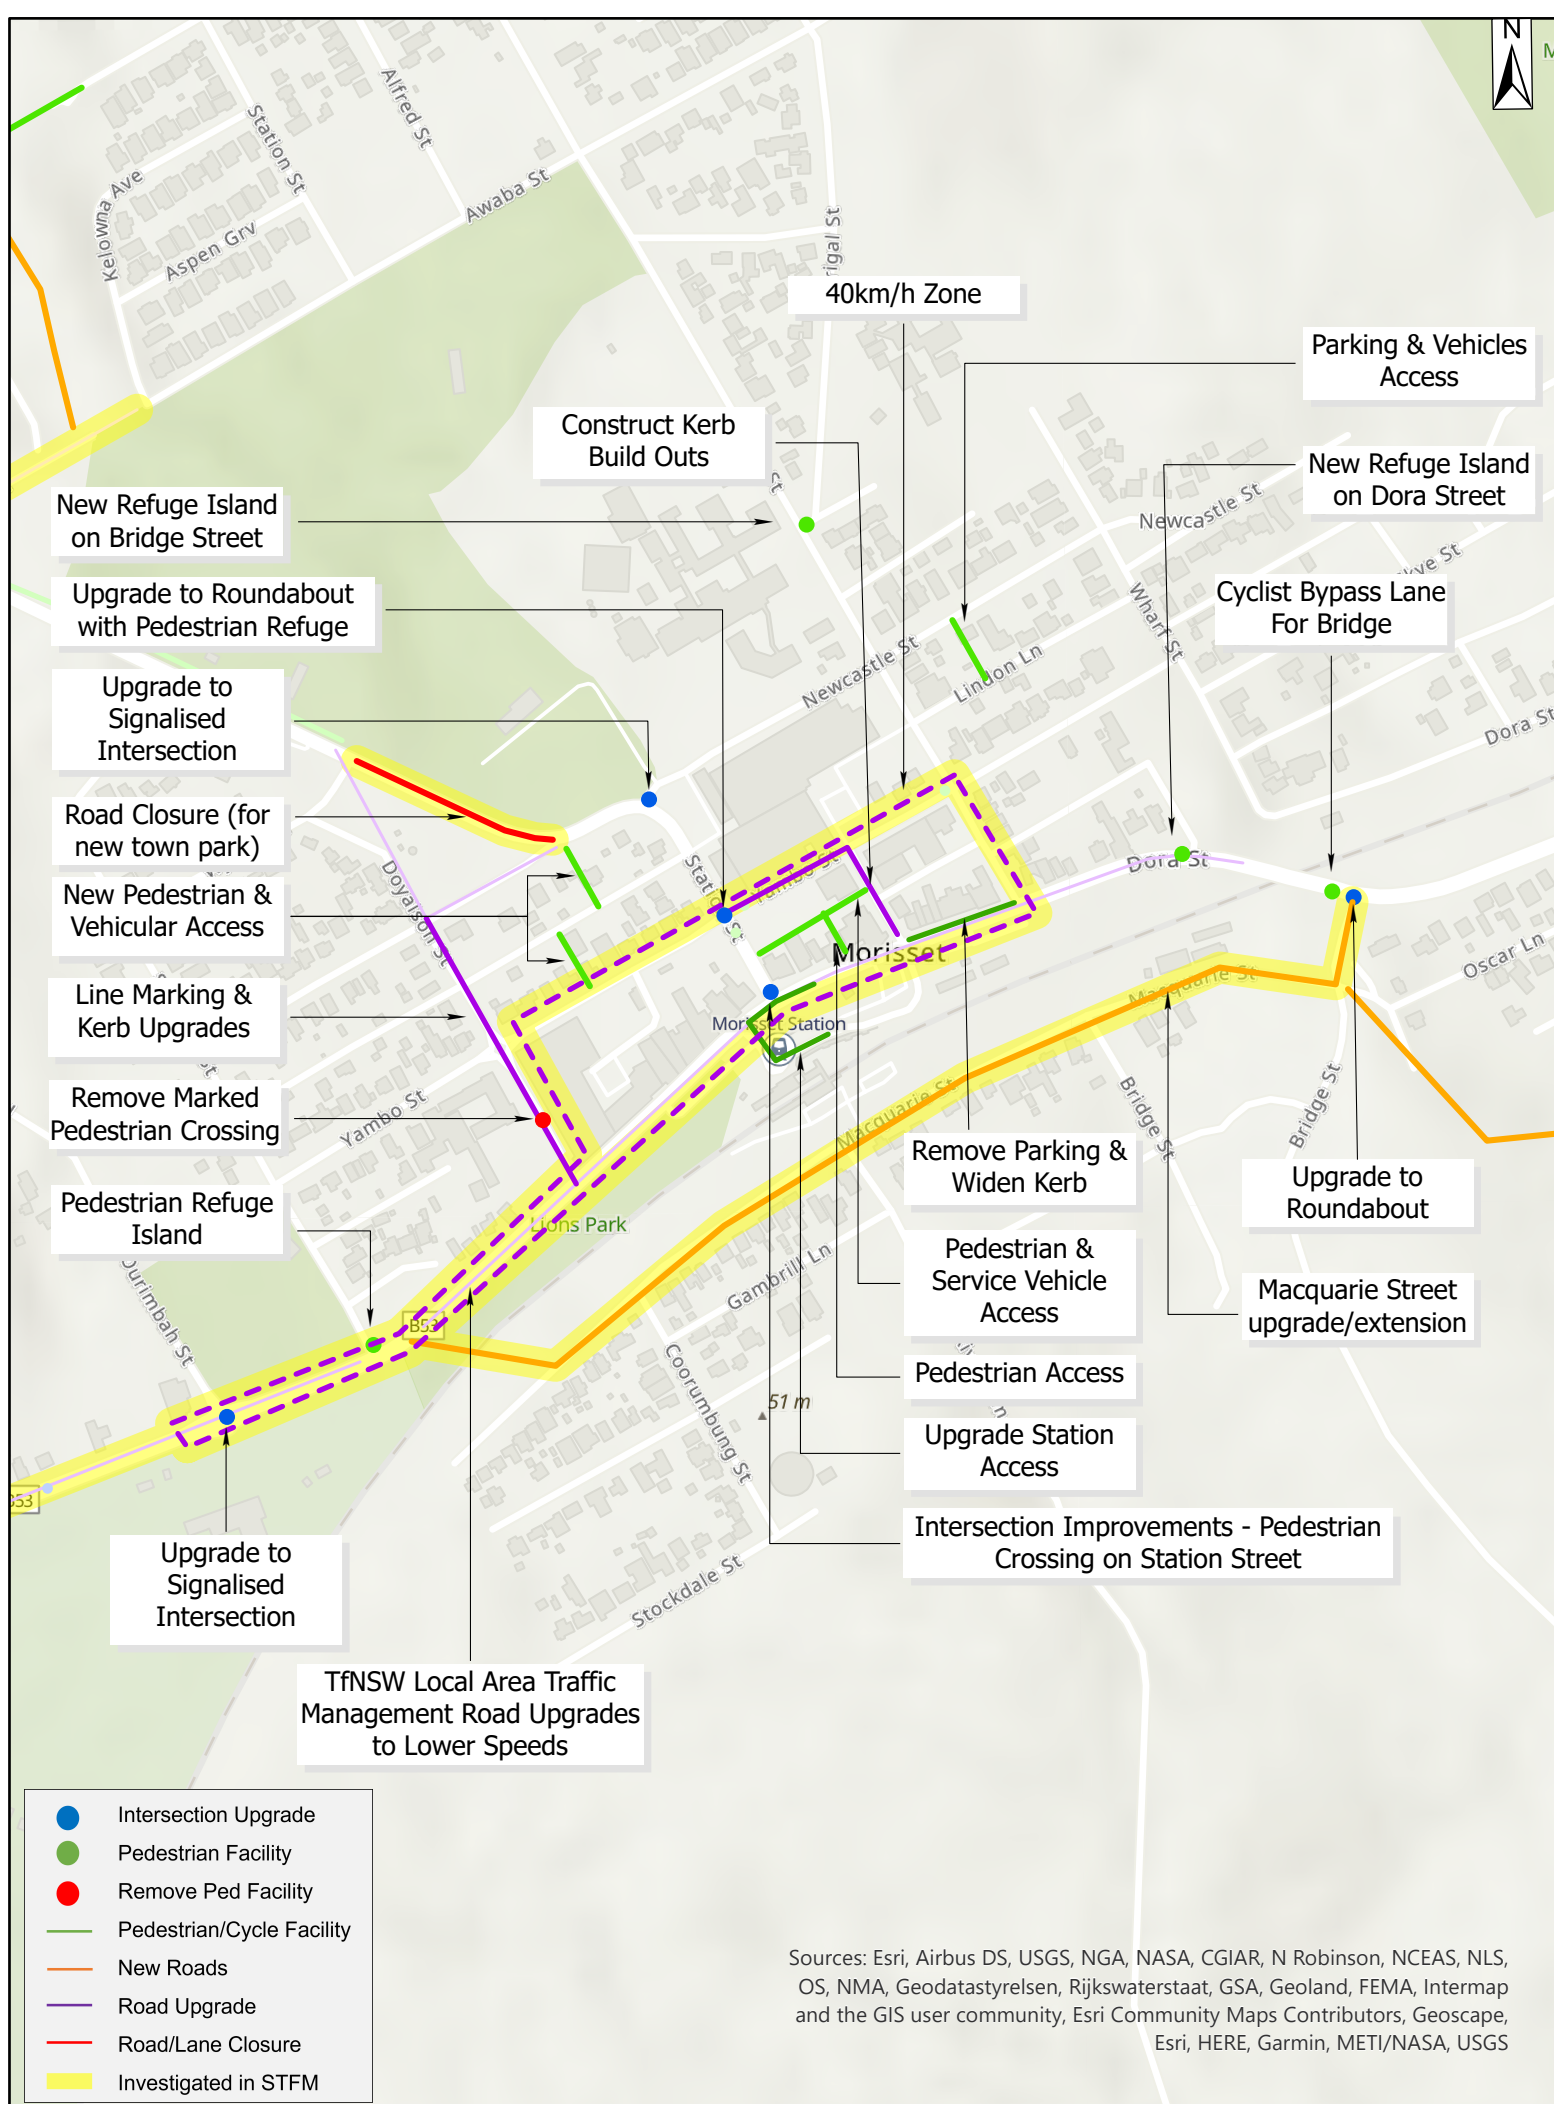 N
Station St
Alfred St
Kelowna Ave
Aspen Grv
Awaba St
rigal St
40km/h Zone
Parking & Vehicles
Access
Construct Kerb
Build Outs
St
New Refuge Island
on Dora Street
Newcastle St
New Refuge Island
on Bridge Street
Upgrade to Roundabout
with Pedestrian Refuge
Cyclist Bypass Lane
For Bridge
Wharf St
Newcastle St
Lindon Ln
Dora St
Upgrade to
Signalised
Intersection
Road Closure (for
new town park)
Doyalson St
Station St
Yambo St
Dora St
New Pedestrian &
Vehicular Access
Morisset
Oscar Ln
Macquarie St
Line Marking &
Kerb Upgrades
Morisset Station
Remove Marked
Pedestrian Crossing
Yambo St
Macquarie St
Bridge St
Bridge St
Remove Parking &
Widen Kerb
Upgrade to
Roundabout
Pedestrian Refuge
Island
Lions Park
Gambrill Ln
Pedestrian &
Service Vehicle
Access
Macquarie Street
upgrade/extension
B53
ourimbah St
Coorumbung St
Pedestrian Access
51 m
Upgrade Station
Access
B53
Intersection Improvements - Pedestrian
Crossing on Station Street
Upgrade to
Signalised
Intersection
Stockdale St
TfNSW Local Area Traffic
Management Road Upgrades
to Lower Speeds
Intersection Upgrade
Pedestrian Facility
Remove Ped Facility
Pedestrian/Cycle Facility
New Roads
Road Upgrade
Road/Lane Closure
Investigated in STFM
Sources: Esri, Airbus DS, USGS, NGA, NASA, CGIAR, N Robinson, NCEAS, NLS,
OS, NMA, Geodatastyrelsen, Rijkswaterstaat, GSA, Geoland, FEMA, Intermap
and the GIS user community, Esri Community Maps Contributors, Geoscape,
Esri, HERE, Garmin, METI/NASA, USGS